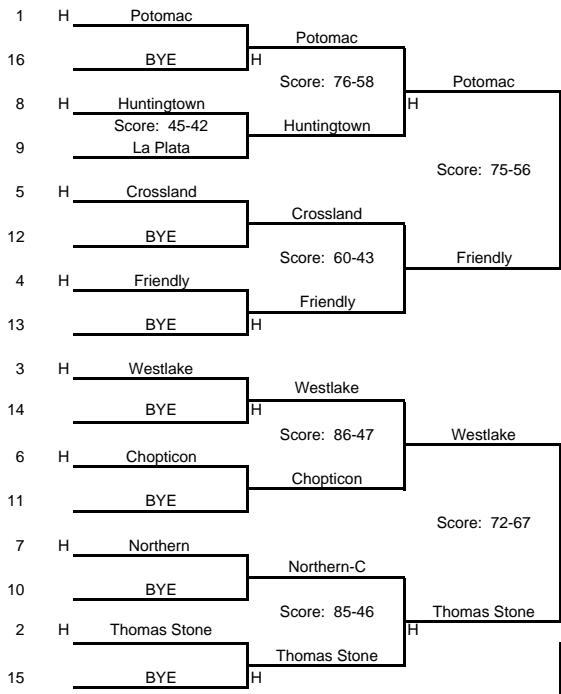 1 H Potomac
Potomac
16 BYE H
Score: 76-58
Potomac
8 H Huntingtown H
Score: 45-42 Huntingtown
9 La Plata
Score: 75-56
5 H Crossland
Crossland
12 BYE
Score: 60-43
Friendly
4 H Friendly
Friendly
13 BYE H
3 H Westlake
Westlake
14 BYE H
Score: 86-47 Westlake
6 H Chopticon
Chopticon
11 BYE
Score: 72-67
7 H Northern
Northern-C
10 BYE
Score: 85-46 Thomas Stone
2 H Thomas Stone H
Thomas Stone
15 BYE H